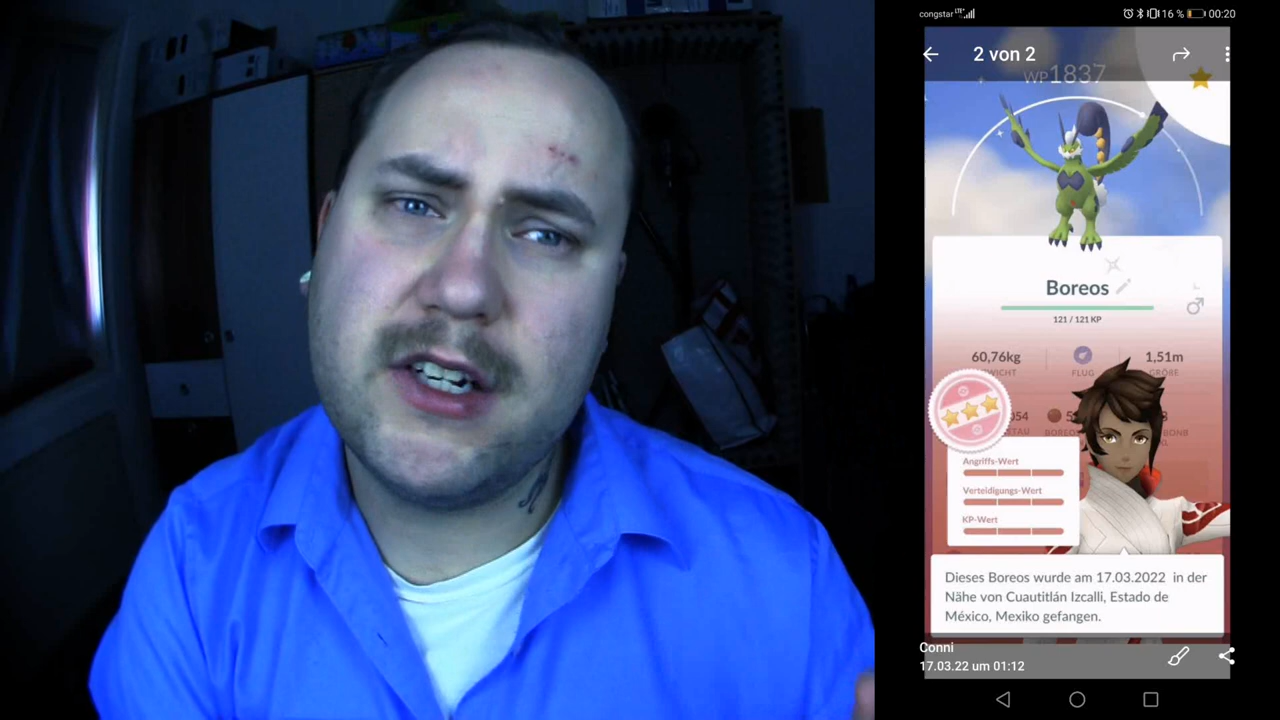 congstar
16 %
00:20
2 von 2
WP1837
Boreos
121 / 121 KP
60,76kg
1,51m
FLUG
GRÖßE
Angriffs-Wert
Verteidigungs-Wert
KP-Wert
Dieses Boreos wurde am 17.03.2022 in der
Nähe von Cuautitlán Izcalli, Estado de
México, Mexiko gefangen.
Conni
17.03.22 um 01:12